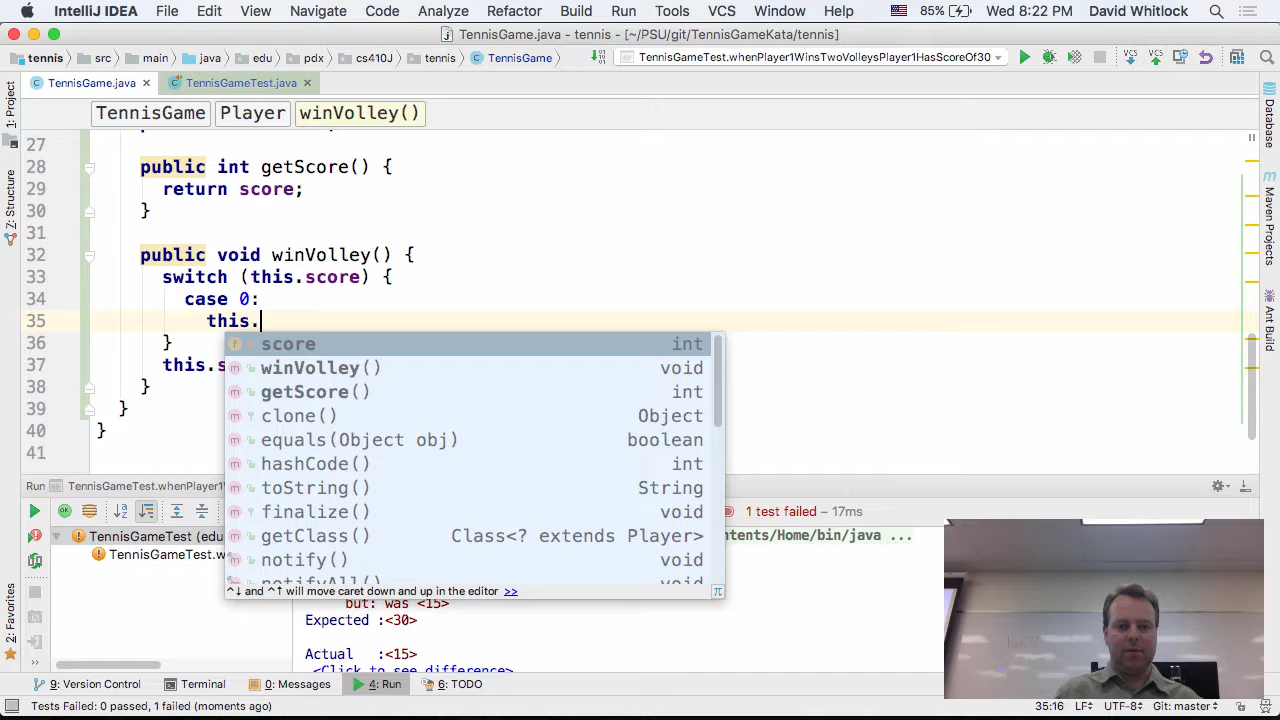 IntelliJ IDEA File Edit View Navigate Code Analyze Refactor Build Run Tools VCS Window Help 85% Wed 8:22 PM David Whitlock
TennisGame.java - tennis - [~/PSU/git/TennisGameKata/tennis]
tennis src main java edu pdx cs410J tennis TennisGame TennisGameTest.whenPlayer1WinsTwoVolleysPlayer1HasScoreOf30 VCS VCS
TennisGame.java TennisGameTest.java
TennisGame Player winVolley()
1: Project
Z: Structure
2: Favorites
Database
Maven Projects
Ant Build
27
28 public int getScore() {
29 return score;
30 }
31
32 public void winVolley() {
33 switch (this.score) {
34 case 0:
35 this.
36 }
37 this.s
38 }
39 }
40 }
41
score int
winVolley() void
getScore() int
clone() Object
equals(Object obj) boolean
hashCode() int
toString() String
finalize() void
getClass() Class<? extends Player>
notify() void
notifyAll() void
^↓ and ^↑ will move caret down and up in the editor >> π
Run TennisGameTest.whenPlayer1
1 test failed – 17ms
TennisGameTest (edu
TennisGameTest.w
ntents/Home/bin/java ...
but: was <15>
Expected :<30>
Actual :<15>
<Click to see difference>
9: Version Control Terminal 0: Messages 4: Run 6: TODO
Tests Failed: 0 passed, 1 failed (moments ago) 35:16 LF UTF-8 Git: master